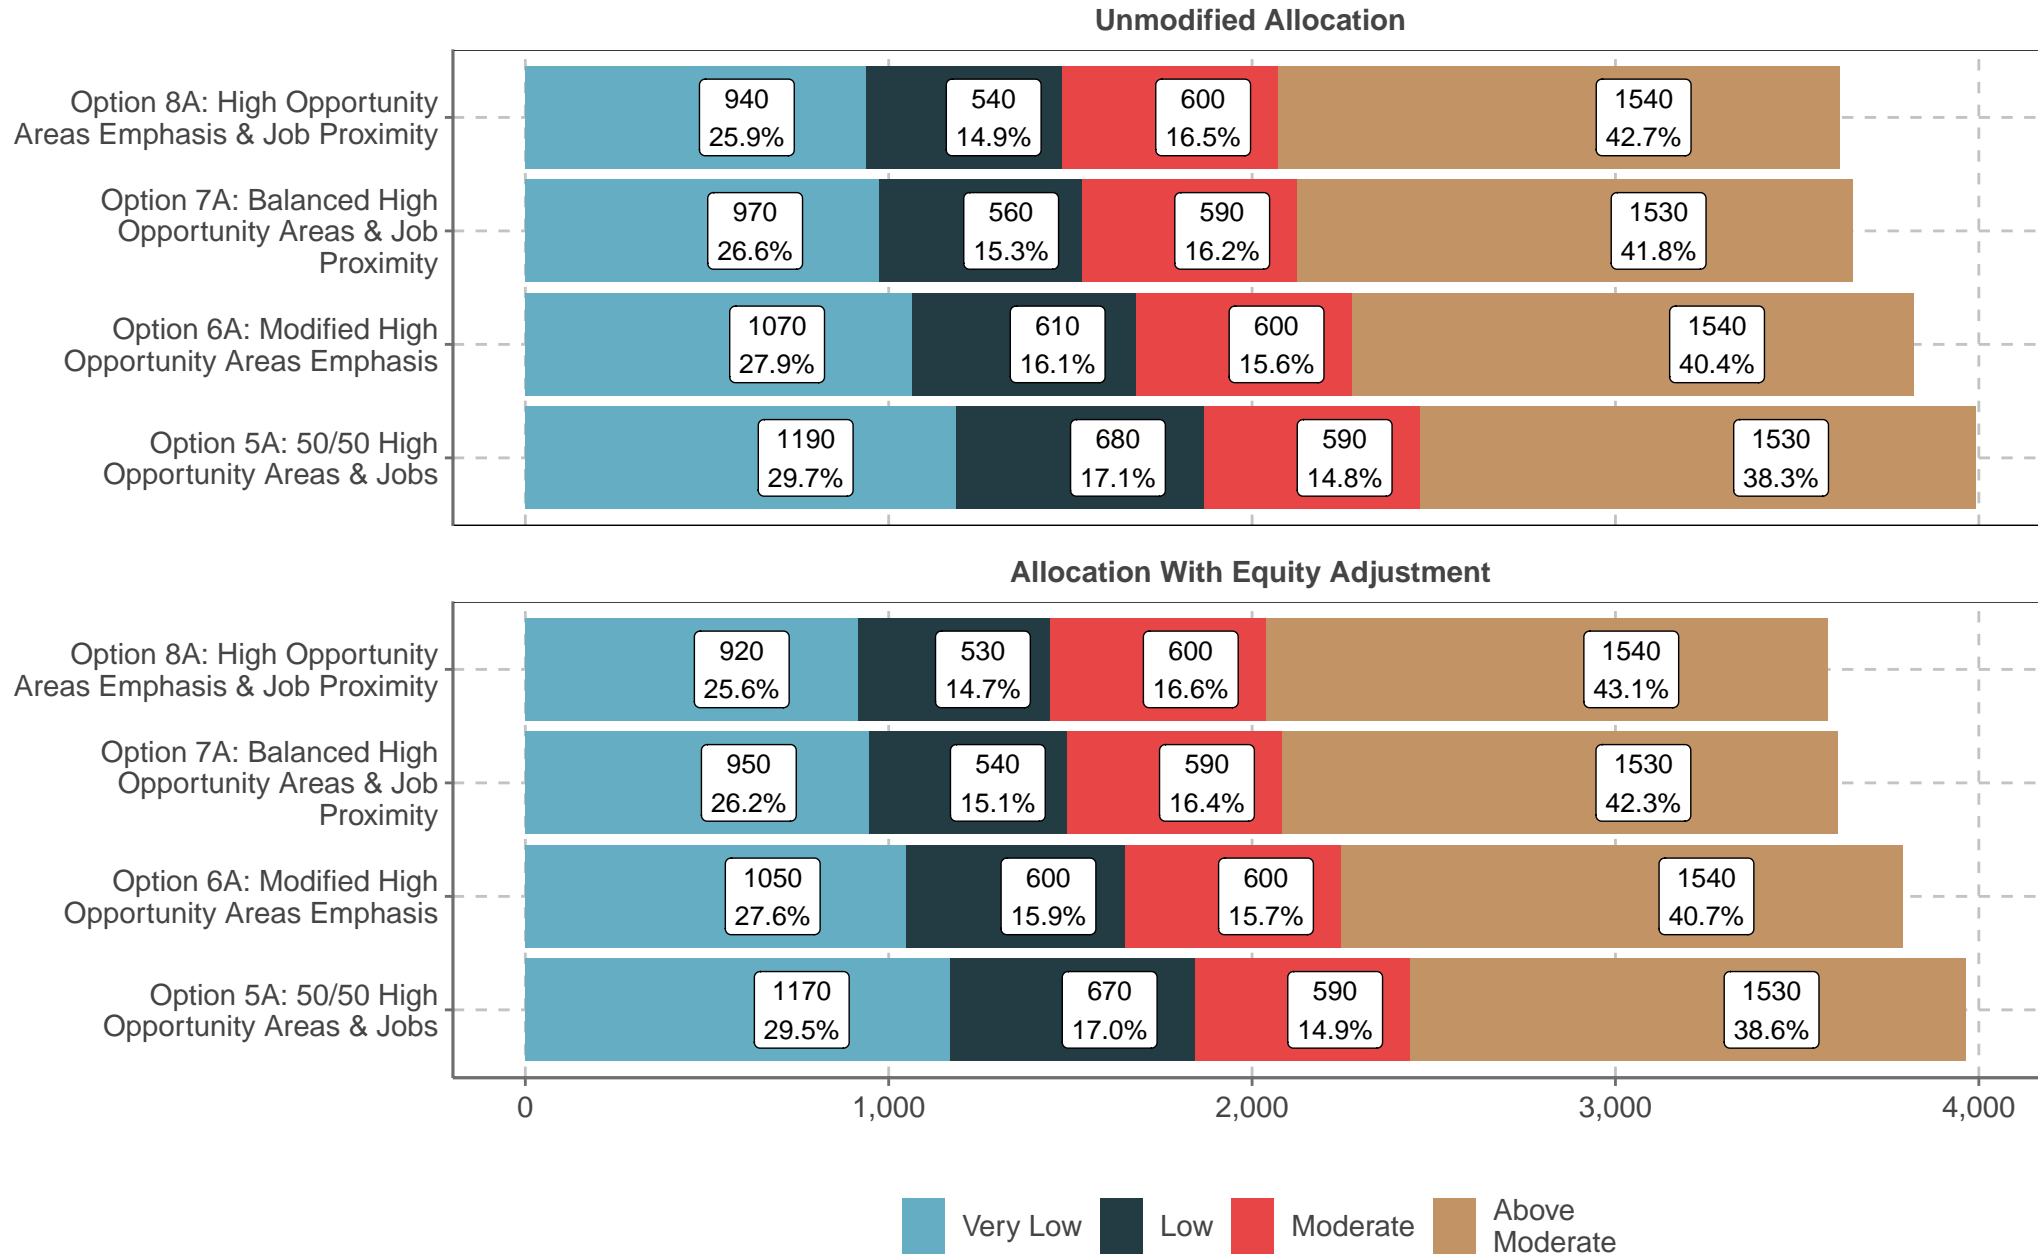 Unmodified Allocation
Option 8A: High Opportunity
Areas Emphasis & Job Proximity
940
25.9%
540
14.9%
600
16.5%
1540
42.7%
Option 7A: Balanced High
Opportunity Areas & Job
Proximity
970
26.6%
560
15.3%
590
16.2%
1530
41.8%
Option 6A: Modified High
Opportunity Areas Emphasis
1070
27.9%
610
16.1%
600
15.6%
1540
40.4%
Option 5A: 50/50 High
Opportunity Areas & Jobs
1190
29.7%
680
17.1%
590
14.8%
1530
38.3%
Allocation With Equity Adjustment
Option 8A: High Opportunity
Areas Emphasis & Job Proximity
920
25.6%
530
14.7%
600
16.6%
1540
43.1%
Option 7A: Balanced High
Opportunity Areas & Job
Proximity
950
26.2%
540
15.1%
590
16.4%
1530
42.3%
Option 6A: Modified High
Opportunity Areas Emphasis
1050
27.6%
600
15.9%
600
15.7%
1540
40.7%
Option 5A: 50/50 High
Opportunity Areas & Jobs
1170
29.5%
670
17.0%
590
14.9%
1530
38.6%
0 1,000 2,000 3,000 4,000
Very Low
Low
Moderate
Above
Moderate